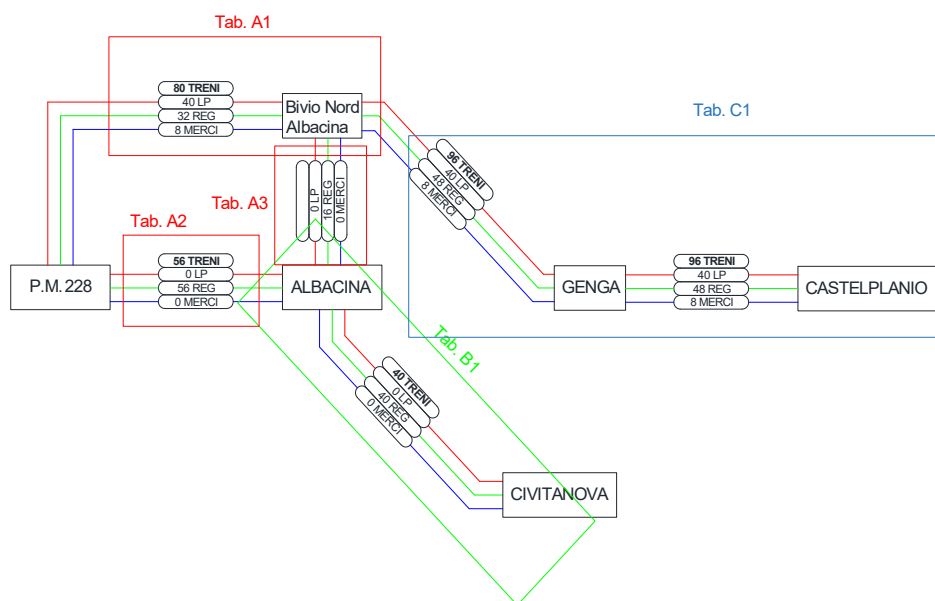 Tab. A1
80 TRENI
40 LP
32 REG
8 MERCI
Bivio Nord
Albacina
Tab. C1
96 TRENI
40 LP
48 REG
8 MERCI
Tab. A3
0 LP
16 REG
0 MERCI
Tab. A2
56 TRENI
0 LP
56 REG
0 MERCI
P.M. 228
ALBACINA
GENGA
96 TRENI
40 LP
48 REG
8 MERCI
CASTELPLANIO
Tab. B1
40 TRENI
0 LP
40 REG
0 MERCI
CIVITANOVA